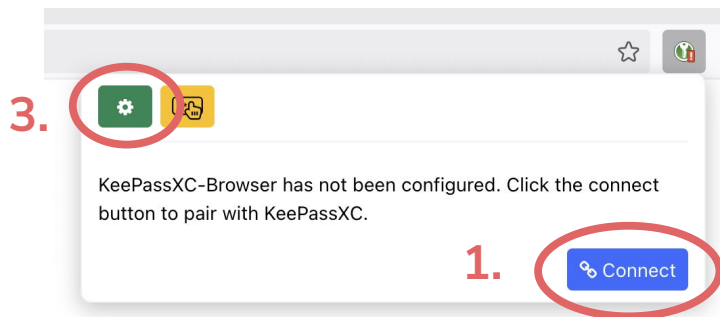 3.
KeePassXC-Browser has not been configured. Click the connect
button to pair with KeePassXC.
1.
Connect